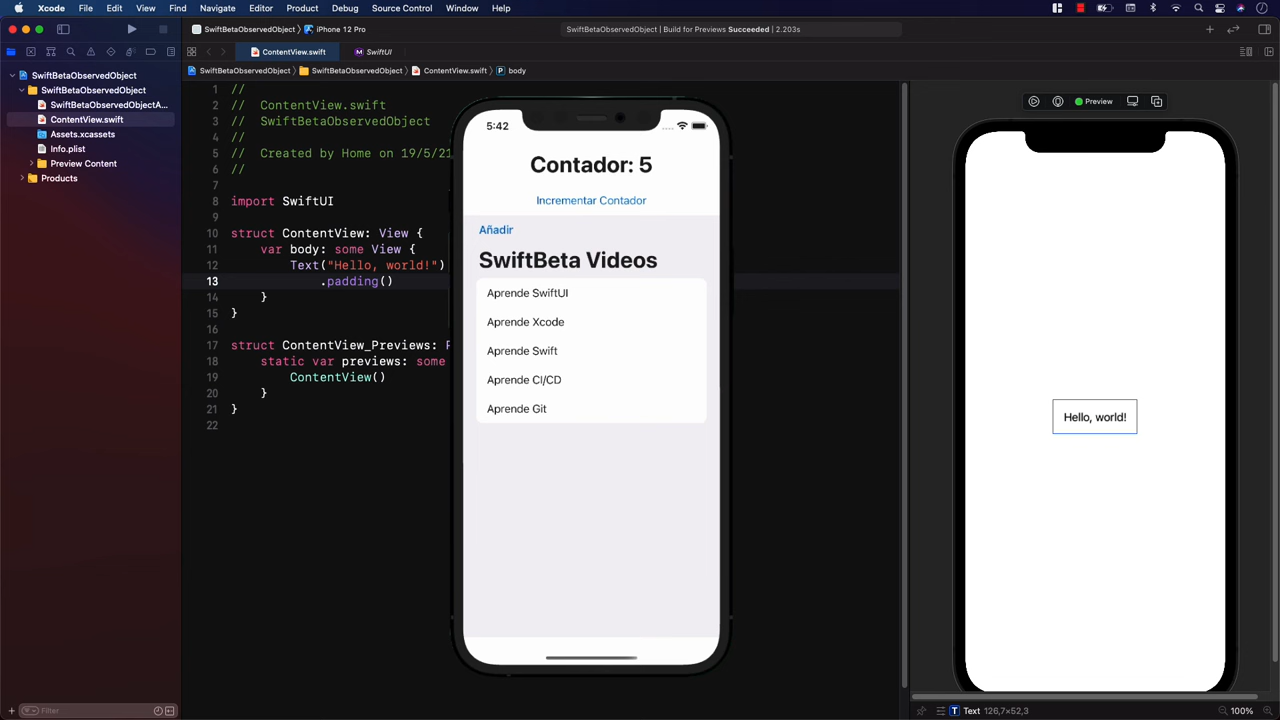 Xcode File Edit View Find Navigate Editor Product Debug Source Control Window Help
SwiftBetaObservedObject iPhone 12 Pro
SwiftBetaObservedObject | Build for Previews Succeeded | 2.203s
ContentView.swift
SwiftUI
SwiftBetaObservedObject SwiftBetaObservedObject ContentView.swift body
SwiftBetaObservedObject
SwiftBetaObservedObject
SwiftBetaObservedObjectA...
ContentView.swift
Assets.xcassets
Info.plist
Preview Content
Products
Filter
1 //
2 // ContentView.swift
3 // SwiftBetaObservedObject
4 //
5 // Created by Home on 19/5/21
6 //
7
8 import SwiftUI
9
10 struct ContentView: View {
11 var body: some View {
12 Text("Hello, world!")
13 .padding()
14 }
15 }
16
17 struct ContentView_Previews:
18 static var previews: some
19 ContentView()
20 }
21 }
22
5:42
Contador: 5
Incrementar Contador
Añadir
SwiftBeta Videos
Aprende SwiftUI
Aprende Xcode
Aprende Swift
Aprende CI/CD
Aprende Git
Preview
Hello, world!
Text 126,7×52,3
100%